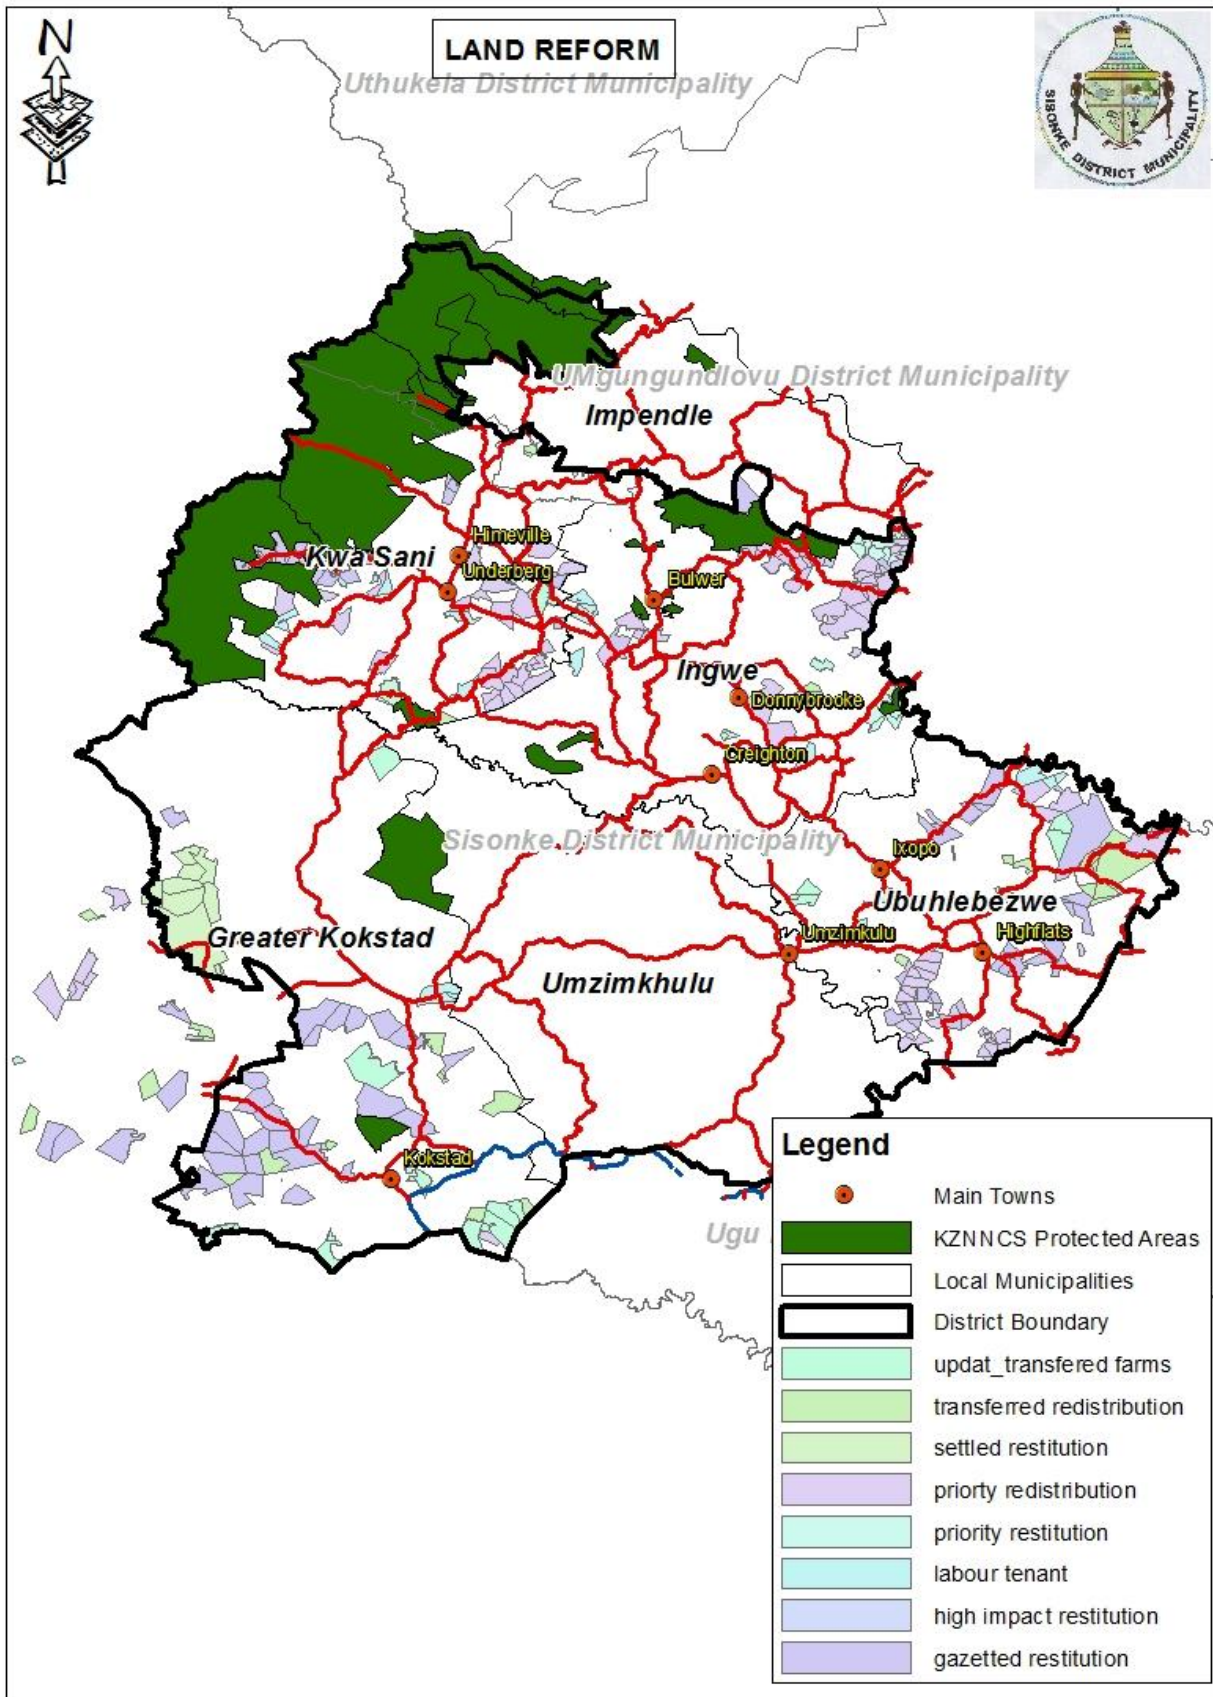 N
LAND REFORM
Uthukela District Municipality
SISONKE DISTRICT MUNICIPALITY
UMgungundlovu District Municipality
Impendle
Himeville
Kwa Sani
Underberg
Bulwer
Ingwe
Donnybrooke
Creighton
Sisonke District Municipality
Ixopo
Ubuhlebezwe
Greater Kokstad
Umzimkulu
Highflats
Umzimkhulu
Kokstad
Ugu
Legend
Main Towns
KZNNCS Protected Areas
Local Municipalities
District Boundary
updat_transfered farms
transferred redistribution
settled restitution
priorty redistribution
priority restitution
labour tenant
high impact restitution
gazetted restitution